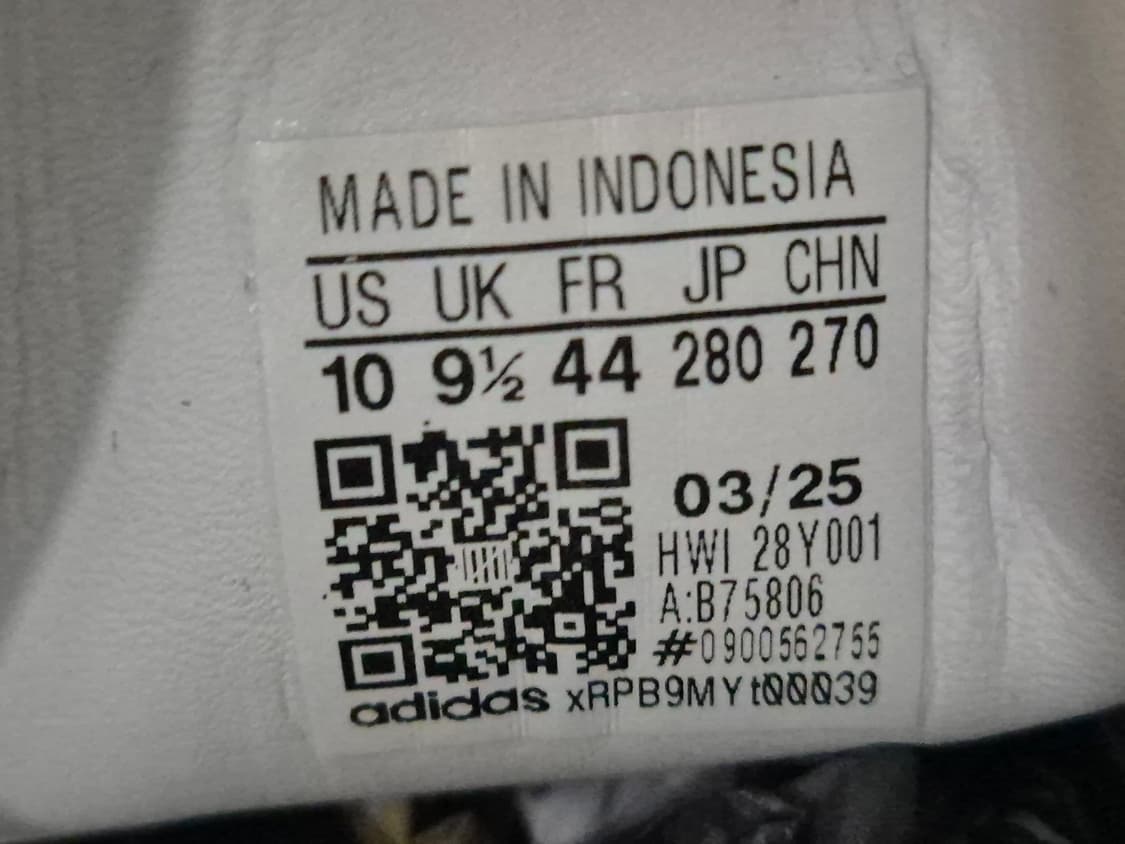 MADE IN INDONESIA
US UK FR JP CHN
10 9½ 44 280 270
03/25
HWI 28Y001
A:B75806
#0900562755
adidas xRPB9MYt00039